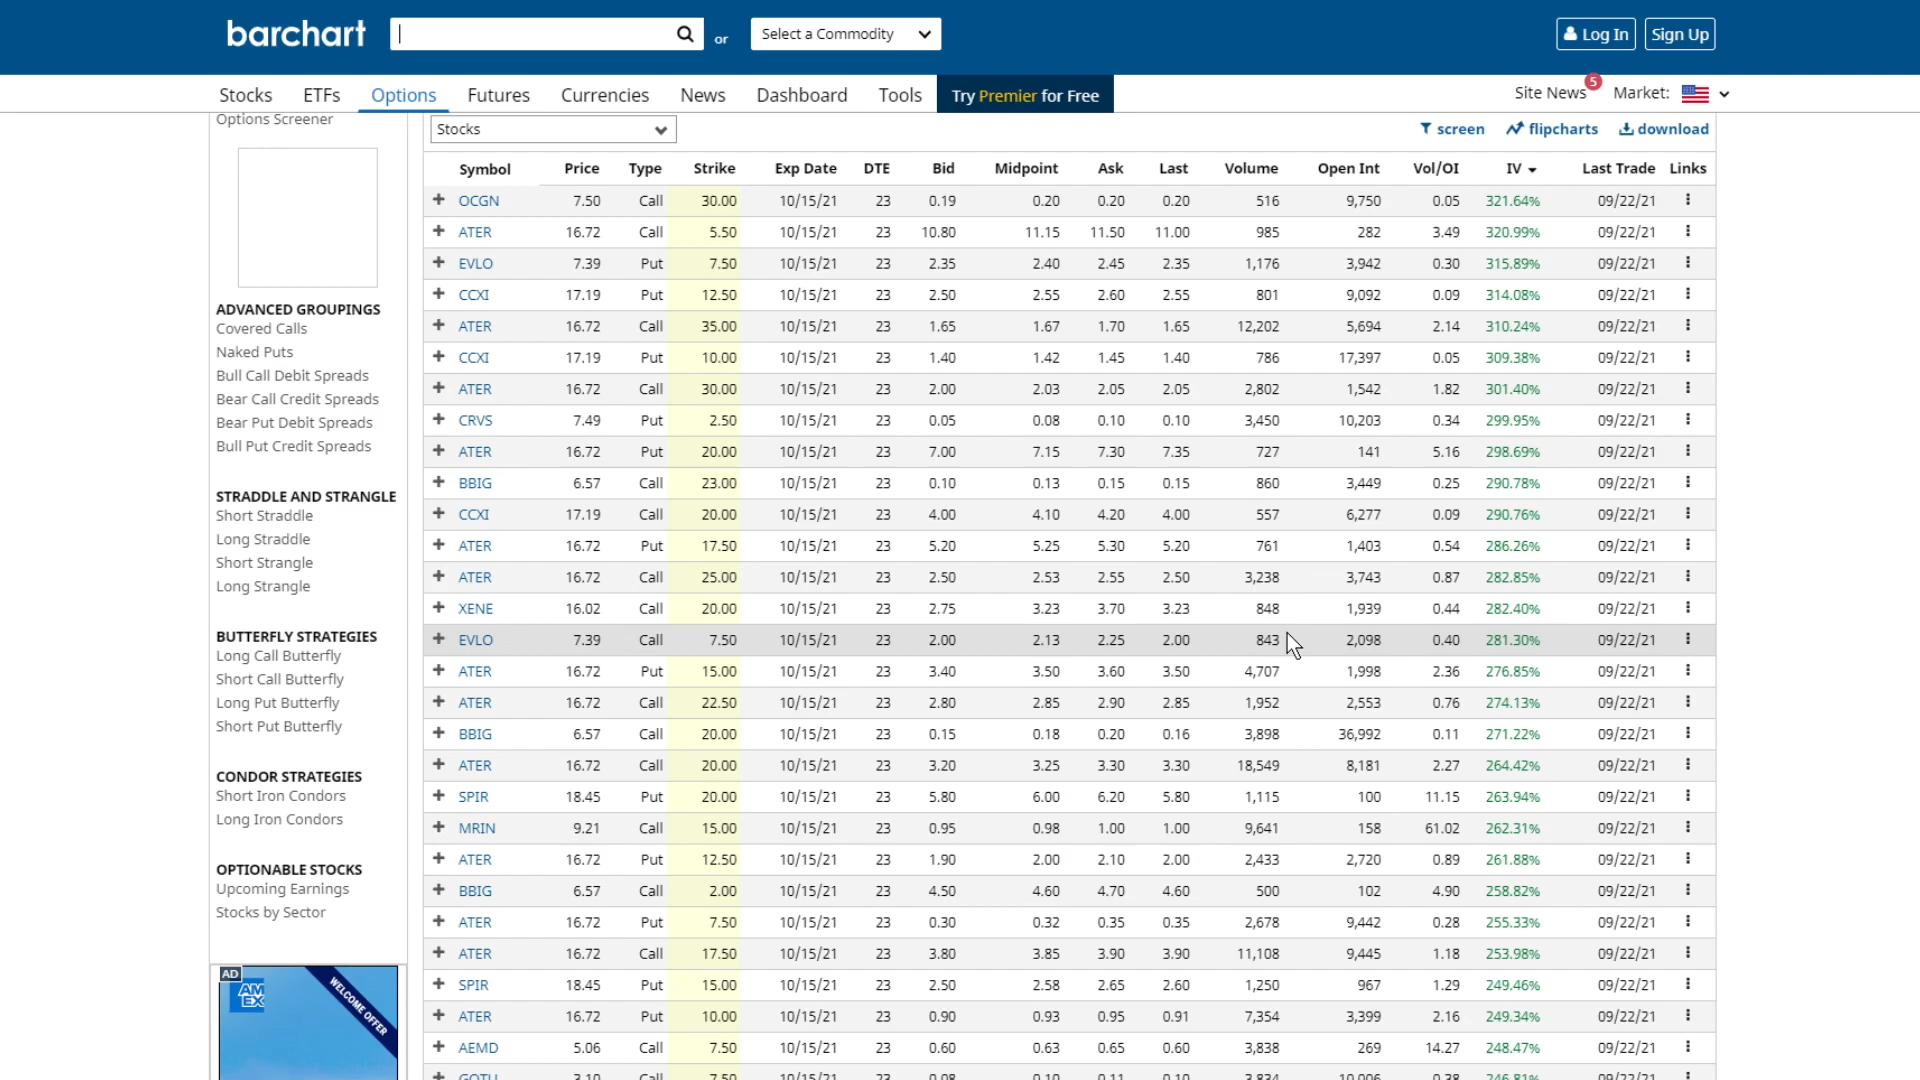 barchart
or
Select a Commodity
Log In
Sign Up
Stocks
ETFs
Options
Futures
Currencies
News
Dashboard
Tools
Try Premier for Free
Site News 5
Market:
Options Screener
ADVANCED GROUPINGS
Covered Calls
Naked Puts
Bull Call Debit Spreads
Bear Call Credit Spreads
Bear Put Debit Spreads
Bull Put Credit Spreads
STRADDLE AND STRANGLE
Short Straddle
Long Straddle
Short Strangle
Long Strangle
BUTTERFLY STRATEGIES
Long Call Butterfly
Short Call Butterfly
Long Put Butterfly
Short Put Butterfly
CONDOR STRATEGIES
Short Iron Condors
Long Iron Condors
OPTIONABLE STOCKS
Upcoming Earnings
Stocks by Sector
AD
AM
EX
WELCOME OFFER
Stocks
screen flipcharts download
Symbol Price Type Strike Exp Date DTE Bid Midpoint Ask Last Volume Open Int Vol/OI IV Last Trade Links
+ OCGN 7.50 Call 30.00 10/15/21 23 0.19 0.20 0.20 0.20 516 9,750 0.05 321.64% 09/22/21
+ ATER 16.72 Call 5.50 10/15/21 23 10.80 11.15 11.50 11.00 985 282 3.49 320.99% 09/22/21
+ EVLO 7.39 Put 7.50 10/15/21 23 2.35 2.40 2.45 2.35 1,176 3,942 0.30 315.89% 09/22/21
+ CCXI 17.19 Put 12.50 10/15/21 23 2.50 2.55 2.60 2.55 801 9,092 0.09 314.08% 09/22/21
+ ATER 16.72 Call 35.00 10/15/21 23 1.65 1.67 1.70 1.65 12,202 5,694 2.14 310.24% 09/22/21
+ CCXI 17.19 Put 10.00 10/15/21 23 1.40 1.42 1.45 1.40 786 17,397 0.05 309.38% 09/22/21
+ ATER 16.72 Call 30.00 10/15/21 23 2.00 2.03 2.05 2.05 2,802 1,542 1.82 301.40% 09/22/21
+ CRVS 7.49 Put 2.50 10/15/21 23 0.05 0.08 0.10 0.10 3,450 10,203 0.34 299.95% 09/22/21
+ ATER 16.72 Put 20.00 10/15/21 23 7.00 7.15 7.30 7.35 727 141 5.16 298.69% 09/22/21
+ BBIG 6.57 Call 23.00 10/15/21 23 0.10 0.13 0.15 0.15 860 3,449 0.25 290.78% 09/22/21
+ CCXI 17.19 Call 20.00 10/15/21 23 4.00 4.10 4.20 4.00 557 6,277 0.09 290.76% 09/22/21
+ ATER 16.72 Put 17.50 10/15/21 23 5.20 5.25 5.30 5.20 761 1,403 0.54 286.26% 09/22/21
+ ATER 16.72 Call 25.00 10/15/21 23 2.50 2.53 2.55 2.50 3,238 3,743 0.87 282.85% 09/22/21
+ XENE 16.02 Call 20.00 10/15/21 23 2.75 3.23 3.70 3.23 848 1,939 0.44 282.40% 09/22/21
+ EVLO 7.39 Call 7.50 10/15/21 23 2.00 2.13 2.25 2.00 843 2,098 0.40 281.30% 09/22/21
+ ATER 16.72 Put 15.00 10/15/21 23 3.40 3.50 3.60 3.50 4,707 1,998 2.36 276.85% 09/22/21
+ ATER 16.72 Call 22.50 10/15/21 23 2.80 2.85 2.90 2.85 1,952 2,553 0.76 274.13% 09/22/21
+ BBIG 6.57 Call 20.00 10/15/21 23 0.15 0.18 0.20 0.16 3,898 36,992 0.11 271.22% 09/22/21
+ ATER 16.72 Call 20.00 10/15/21 23 3.20 3.25 3.30 3.30 18,549 8,181 2.27 264.42% 09/22/21
+ SPIR 18.45 Put 20.00 10/15/21 23 5.80 6.00 6.20 5.80 1,115 100 11.15 263.94% 09/22/21
+ MRIN 9.21 Call 15.00 10/15/21 23 0.95 0.98 1.00 1.00 9,641 158 61.02 262.31% 09/22/21
+ ATER 16.72 Put 12.50 10/15/21 23 1.90 2.00 2.10 2.00 2,433 2,720 0.89 261.88% 09/22/21
+ BBIG 6.57 Call 2.00 10/15/21 23 4.50 4.60 4.70 4.60 500 102 4.90 258.82% 09/22/21
+ ATER 16.72 Put 7.50 10/15/21 23 0.30 0.32 0.35 0.35 2,678 9,442 0.28 255.33% 09/22/21
+ ATER 16.72 Call 17.50 10/15/21 23 3.80 3.85 3.90 3.90 11,108 9,445 1.18 253.98% 09/22/21
+ SPIR 18.45 Put 15.00 10/15/21 23 2.50 2.58 2.65 2.60 1,250 967 1.29 249.46% 09/22/21
+ ATER 16.72 Put 10.00 10/15/21 23 0.90 0.93 0.95 0.91 7,354 3,399 2.16 249.34% 09/22/21
+ AEMD 5.06 Call 7.50 10/15/21 23 0.60 0.63 0.65 0.60 3,838 269 14.27 248.47% 09/22/21
+ GOTU 3.10 Call 7.50 10/15/21 23 0.08 0.10 0.11 0.10 3,834 10,006 0.38 246.81% 09/22/21